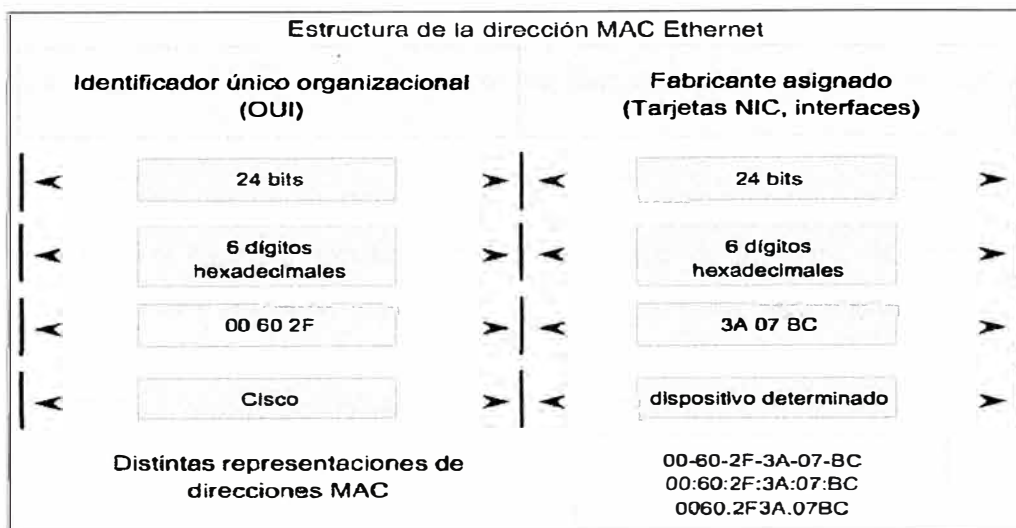 Estructura de la dirección MAC Ethernet
Identificador único organizacional
(OUI)
Fabricante asignado
(Tarjetas NIC, interfaces)
24 bits
24 bits
6 dígitos
hexadecimales
6 dígitos
hexadecimales
00 60 2F
3A 07 BC
Cisco
dispositivo determinado
Distintas representaciones de
direcciones MAC
00-60-2F-3A-07-BC
00:60:2F:3A:07:BC
0060.2F3A.07BC